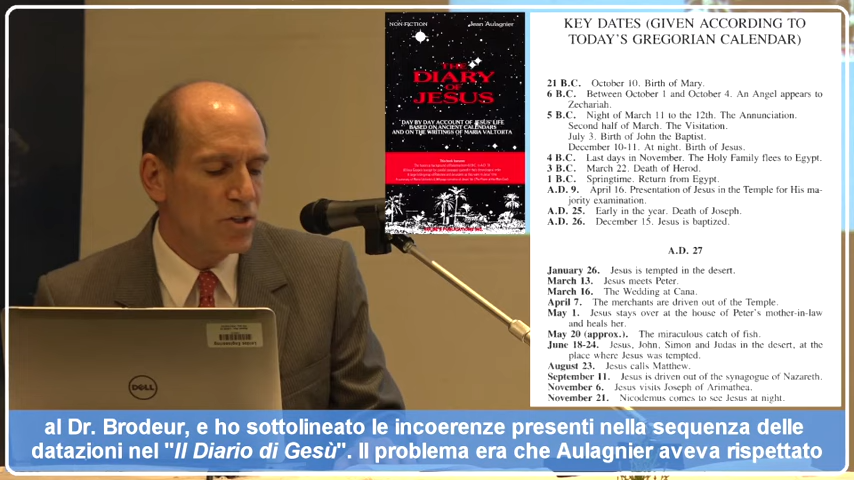 NON-FICTION
Jean Aulagnier
THE
DIARY
OF
JESUS
DAY BY DAY ACCOUNT OF JESUS' LIFE
BASED ON ANCIENT CALENDARS
AND ON THE WRITINGS OF MARIA VALTORTA
KEY DATES (GIVEN ACCORDING TO
TODAY'S GREGORIAN CALENDAR)
21 B.C. October 10. Birth of Mary.
6 B.C. Between October 1 and October 4. An Angel appears to
Zechariah.
5 B.C. Night of March 11 to the 12th. The Annunciation.
Second half of March. The Visitation.
July 3. Birth of John the Baptist.
December 10-11. At night. Birth of Jesus.
4 B.C. Last days in November. The Holy Family flees to Egypt.
3 B.C. March 22. Death of Herod.
1 B.C. Springtime. Return from Egypt.
A.D. 9. April 16. Presentation of Jesus in the Temple for His ma-
jority examination.
A.D. 25. Early in the year. Death of Joseph.
A.D. 26. December 15. Jesus is baptized.
A.D. 27
January 26. Jesus is tempted in the desert.
March 13. Jesus meets Peter.
March 16. The Wedding at Cana.
April 7. The merchants are driven out of the Temple.
May 1. Jesus stays over at the house of Peter's mother-in-law
and heals her.
May 20 (approx.). The miraculous catch of fish.
June 18-24. Jesus, John, Simon and Judas in the desert, at the
place where Jesus was tempted.
August 23. Jesus calls Matthew.
September 11. Jesus is driven out of the synagogue of Nazareth.
November 6. Jesus visits Joseph of Arimathea.
November 21. Nicodemus comes to see Jesus at night.
DELL
al Dr. Brodeur, e ho sottolineato le incoerenze presenti nella sequenza delle
datazioni nel "Il Diario di Gesù". Il problema era che Aulagnier aveva rispettato